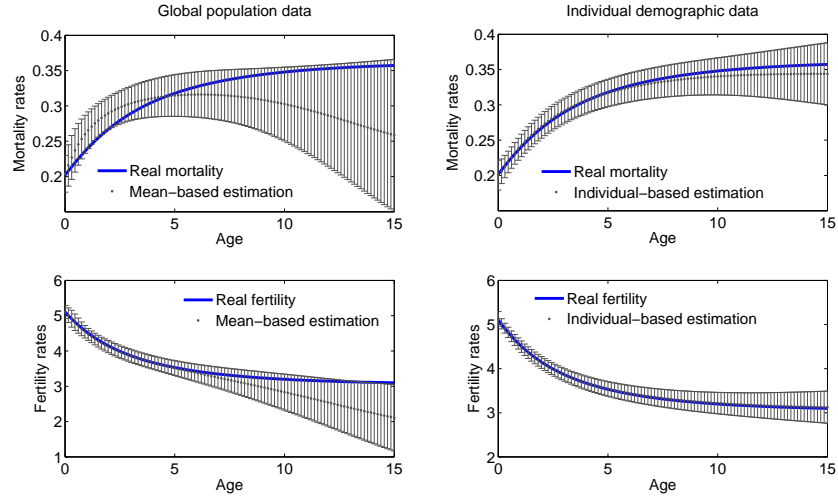 Global population data
Individual demographic data
0.4
0.35
0.3
0.25
0.2
Mortality rates
Real mortality
Mean−based estimation
0
5
10
15
Age
0.4
0.35
0.3
0.25
0.2
Mortality rates
Real mortality
Individual−based estimation
0
5
10
15
Age
6
5
4
3
2
1
Fertility rates
Real fertility
Mean−based estimation
0
5
10
15
Age
6
5
4
3
2
Fertility rates
Real fertility
Individual−based estimation
0
5
10
15
Age